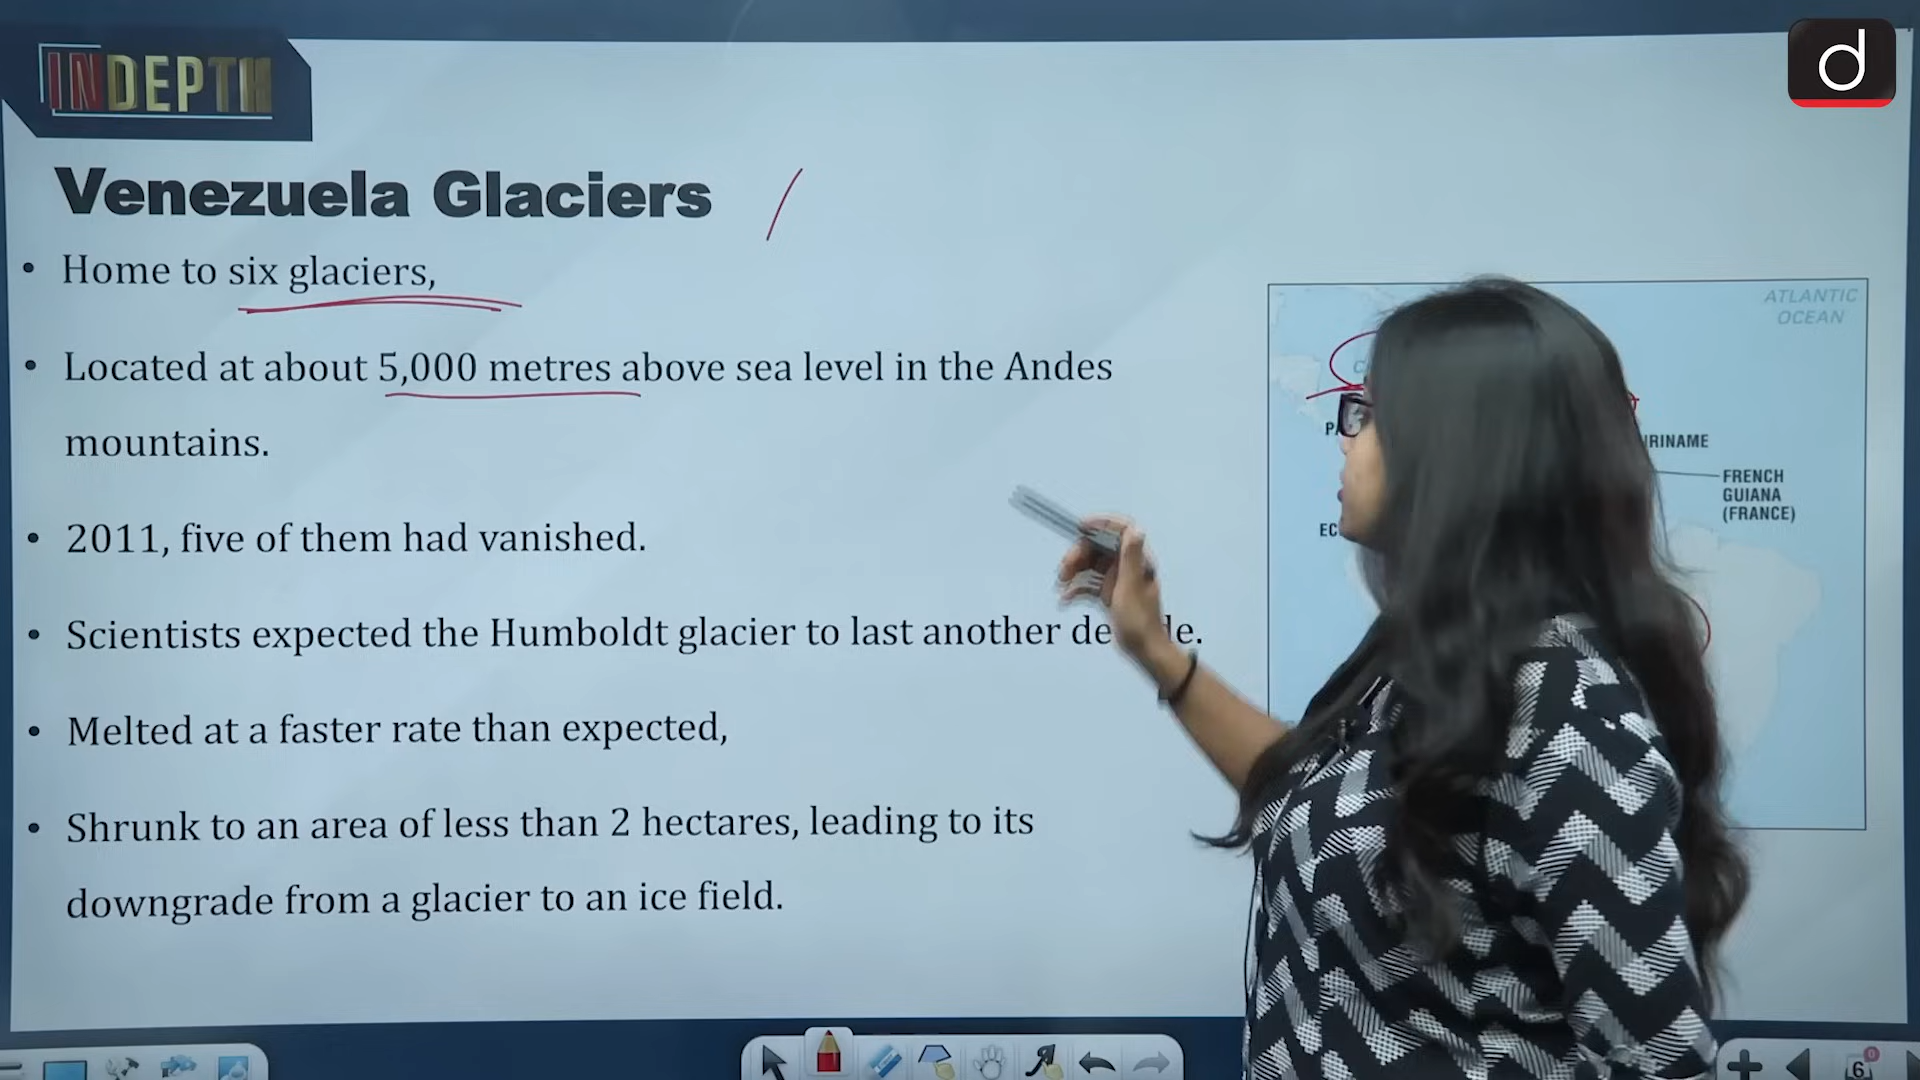 INDEPTH
d
Venezuela Glaciers
• Home to six glaciers,
• Located at about 5,000 metres above sea level in the Andes
mountains.
• 2011, five of them had vanished.
• Scientists expected the Humboldt glacier to last another
• Melted at a faster rate than expected,
• Shrunk to an area of less than 2 hectares, leading to its
downgrade from a glacier to an ice field.
ATLANTIC
OCEAN
FRENCH
GUIANA
(FRANCE)
6
0